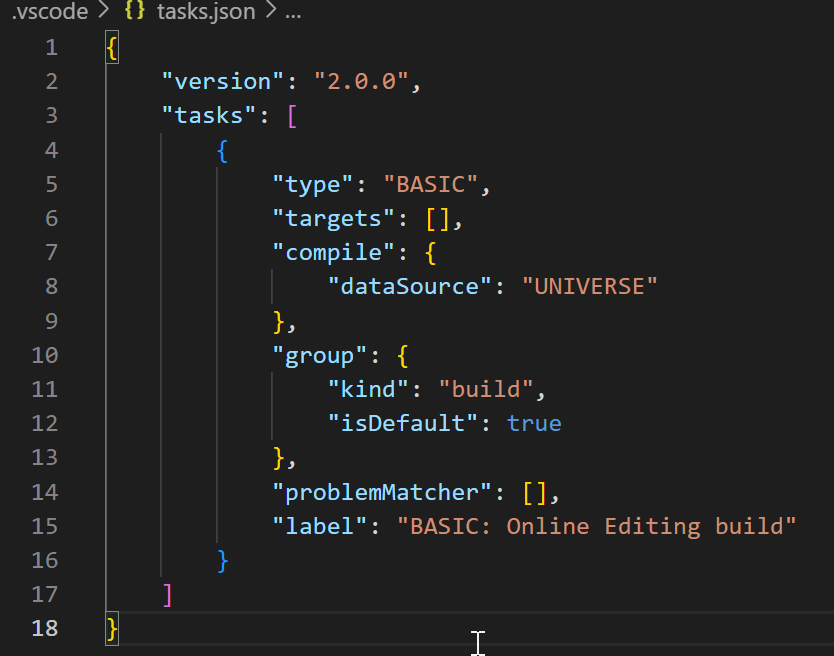 .vscode > {} tasks.json > ...
1 {
2     "version": "2.0.0",
3     "tasks": [
4         {
5             "type": "BASIC",
6             "targets": [],
7             "compile": {
8                 "dataSource": "UNIVERSE"
9             },
10             "group": {
11                 "kind": "build",
12                 "isDefault": true
13             },
14             "problemMatcher": [],
15             "label": "BASIC: Online Editing build"
16         }
17     ]
18 }